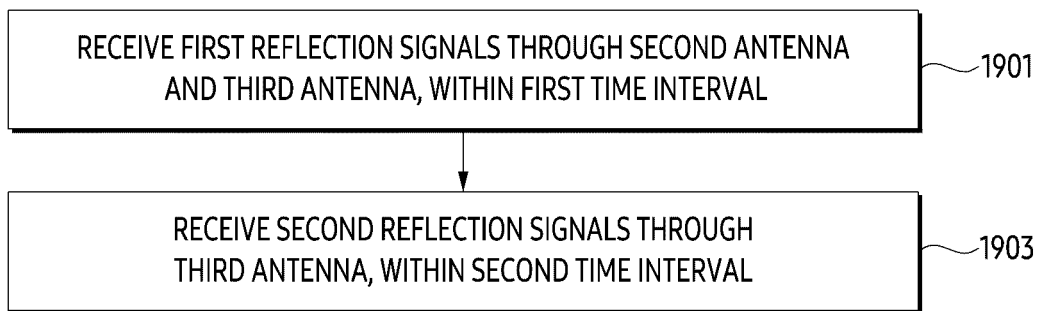 RECEIVE FIRST REFLECTION SIGNALS THROUGH SECOND ANTENNA
AND THIRD ANTENNA, WITHIN FIRST TIME INTERVAL
1901
RECEIVE SECOND REFLECTION SIGNALS THROUGH
THIRD ANTENNA, WITHIN SECOND TIME INTERVAL
1903